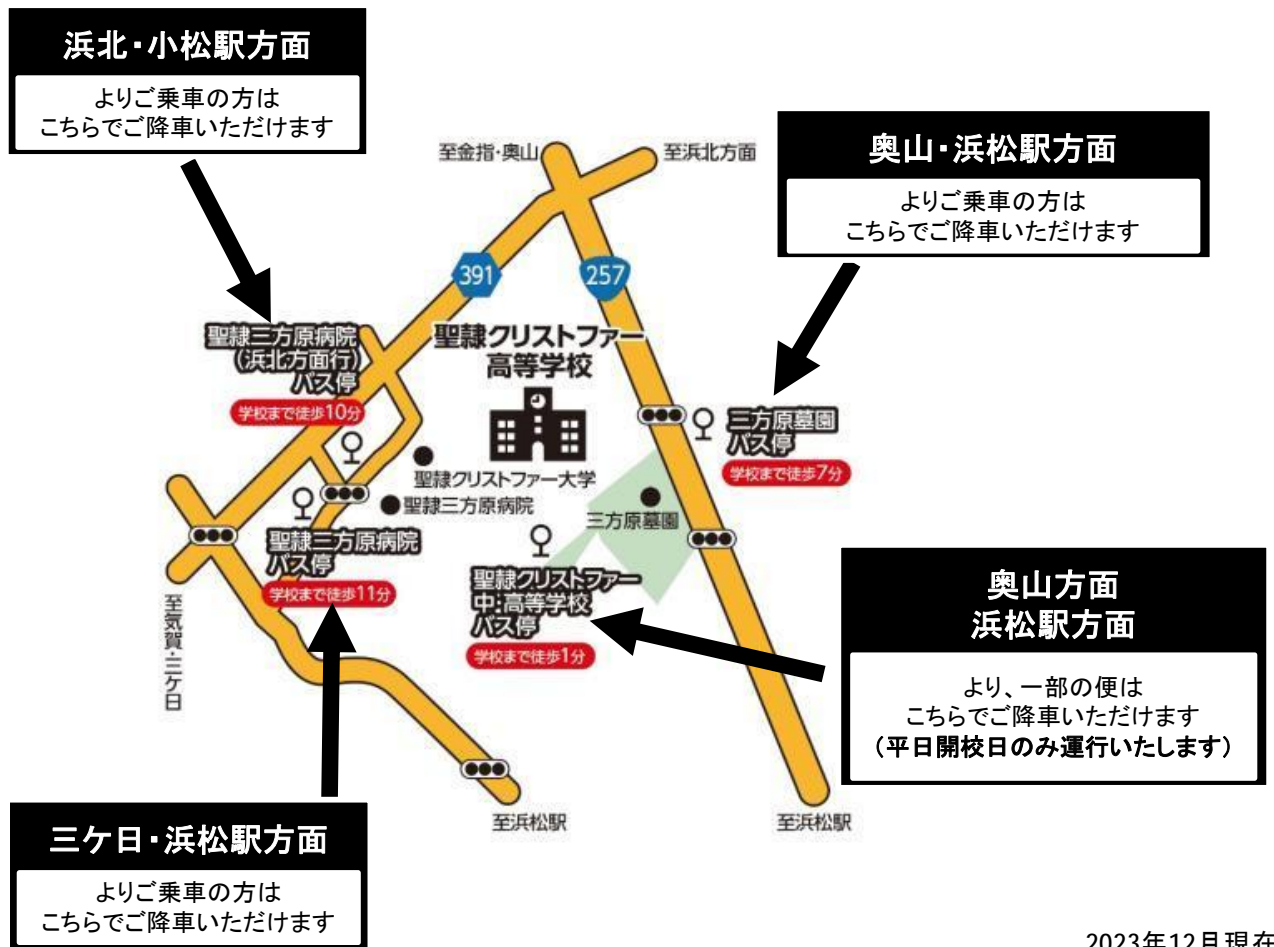 浜北・小松駅方面
よりご乗車の方は
こちらでご降車いただけます
奥山・浜松駅方面
よりご乗車の方は
こちらでご降車いただけます
至金指・奥山
至浜北方面
391
257
聖隷三方原病院
(浜北方面行)
バス停
学校まで徒歩10分
聖隷クリストファー
高等学校
三方原墓園
バス停
学校まで徒歩7分
聖隷クリストファー大学
聖隷三方原病院
三方原墓園
聖隷三方原病院
バス停
学校まで徒歩11分
聖隷クリストファー
中・高等学校
バス停
学校まで徒歩1分
至気賀・三ケ日
至浜松駅
至浜松駅
奥山方面
浜松駅方面
より、一部の便は
こちらでご降車いただけます
(平日開校日のみ運行いたします)
三ケ日・浜松駅方面
よりご乗車の方は
こちらでご降車いただけます
2023年12月現在